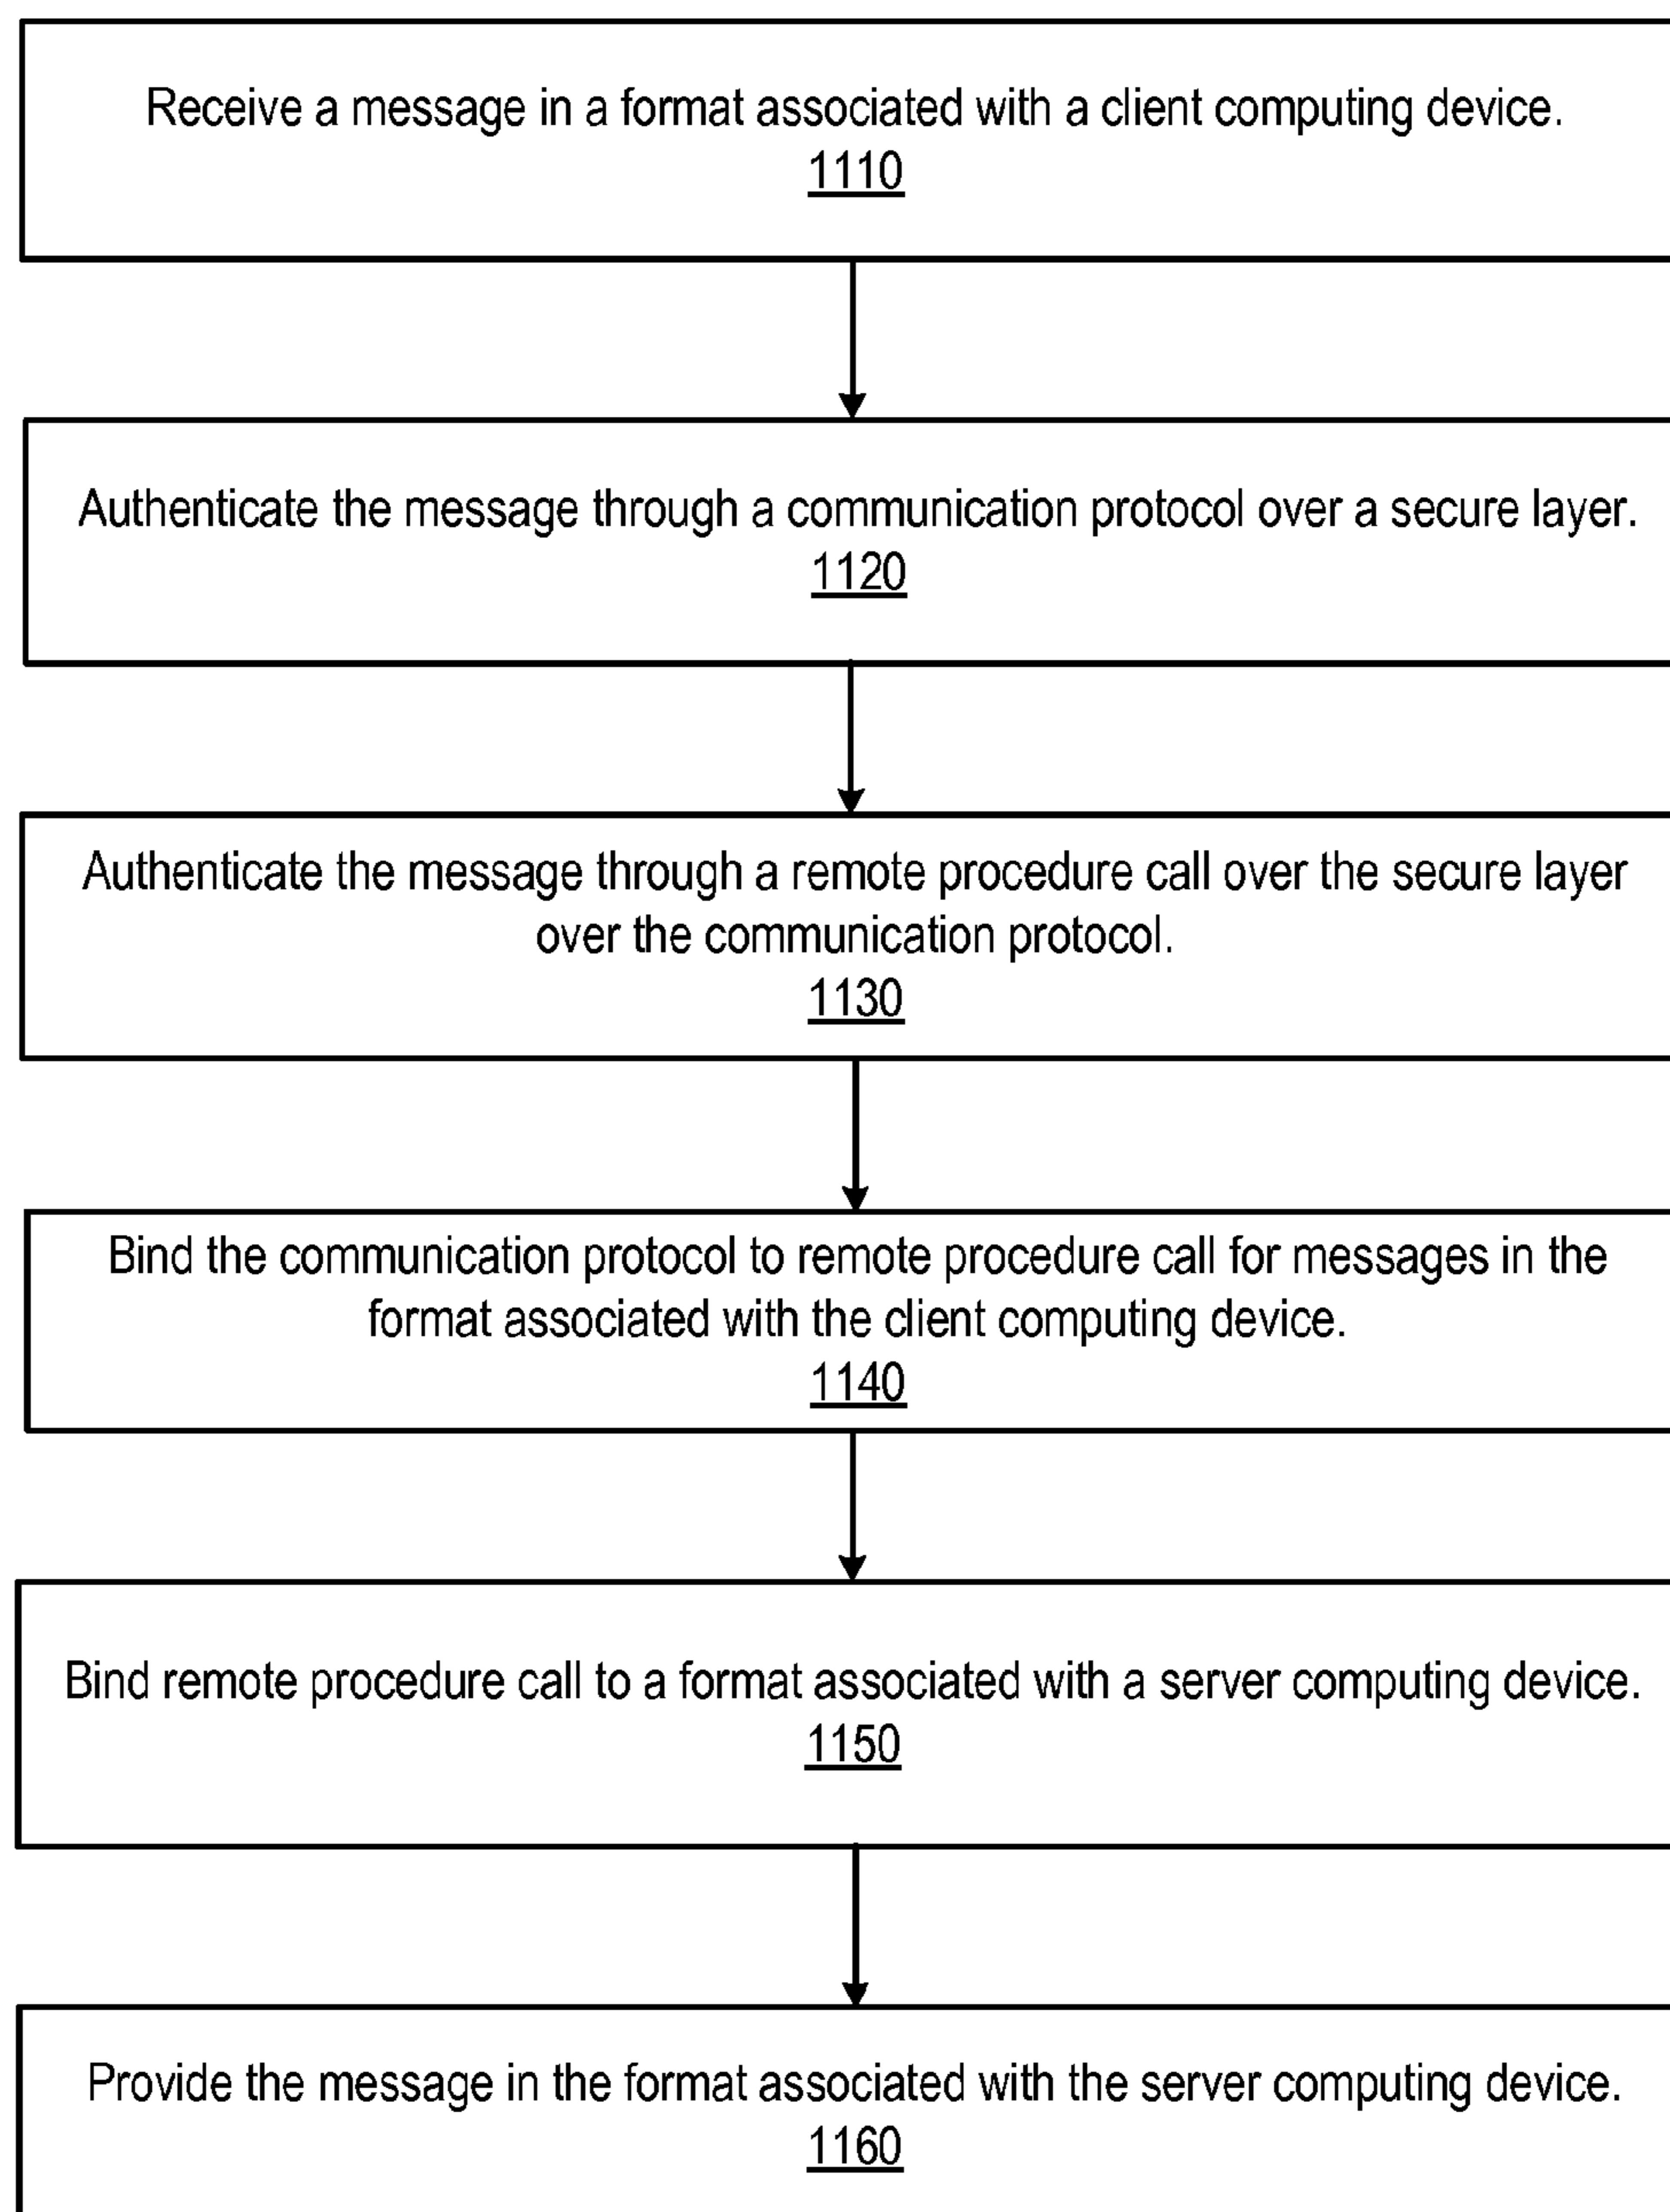 Receive a message in a format associated with a client computing device.
1110
Authenticate the message through a communication protocol over a secure layer.
1120
Authenticate the message through a remote procedure call over the secure layer
over the communication protocol.
1130
Bind the communication protocol to remote procedure call for messages in the
format associated with the client computing device.
1140
Bind remote procedure call to a format associated with a server computing device.
1150
Provide the message in the format associated with the server computing device.
1160